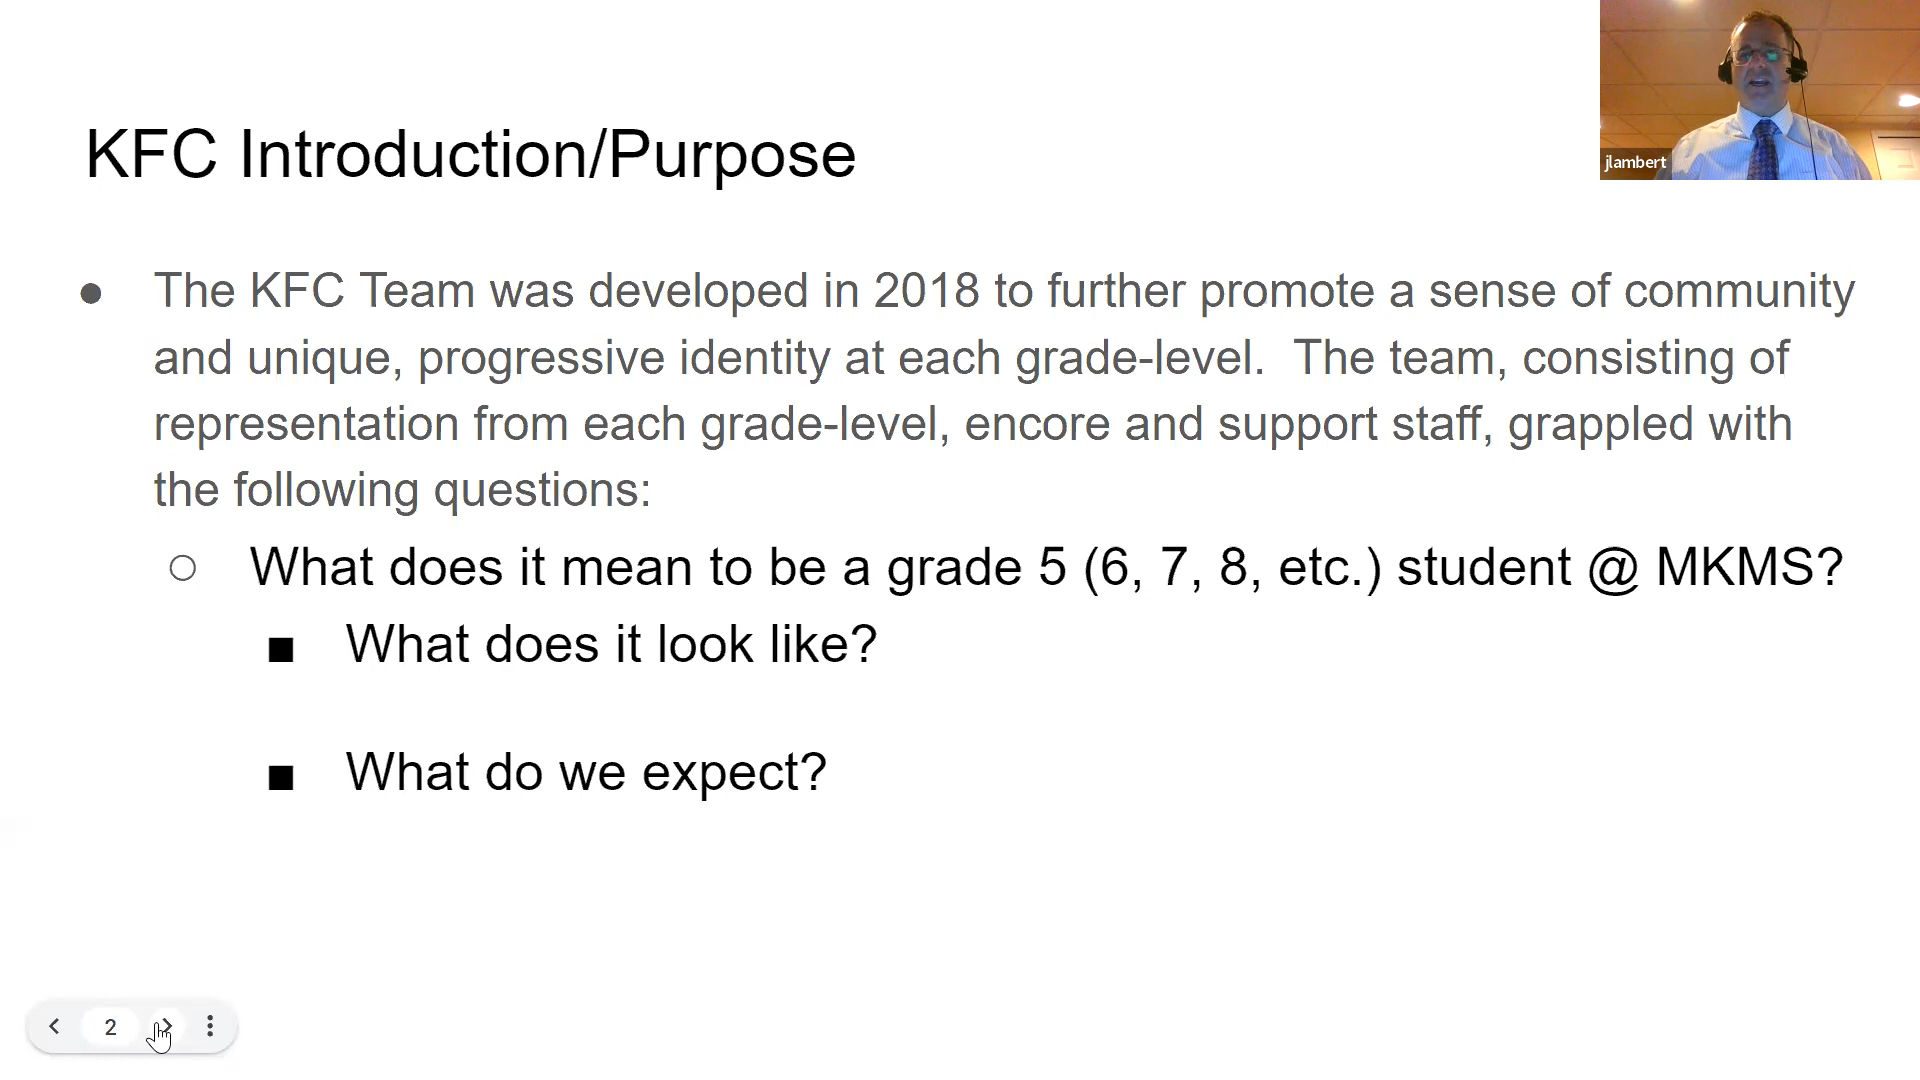 KFC Introduction/Purpose
jlambert
● The KFC Team was developed in 2018 to further promote a sense of community
and unique, progressive identity at each grade-level.  The team, consisting of
representation from each grade-level, encore and support staff, grappled with
the following questions:
○ What does it mean to be a grade 5 (6, 7, 8, etc.) student @ MKMS?
■ What does it look like?
■ What do we expect?
2